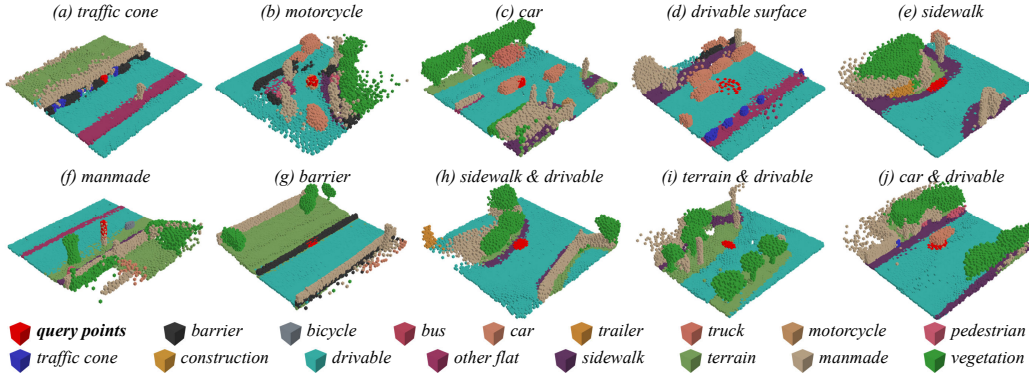 (a) traffic cone (b) motorcycle (c) car (d) drivable surface (e) sidewalk
(f) manmade (g) barrier (h) sidewalk & drivable (i) terrain & drivable (j) car & drivable
query points barrier bicycle bus car trailer truck motorcycle pedestrian
traffic cone construction drivable other flat sidewalk terrain manmade vegetation